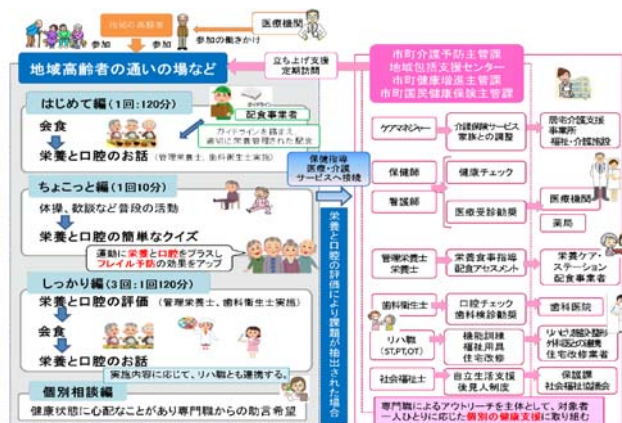 地域の高齢者
医療機関
参加
参加
参加の働きかけ
地域高齢者の通いの場など
立ち上げ支援
定期訪問
市町介護予防主管課
地域包括支援センター
市町健康増進主管課
市町国民健康保険主管課
はじめて編(1回:120分)
会食
栄養と口腔のお話(管理栄養士、歯科衛生士実施)
ガイドライン
配食事業者
ガイドラインを踏まえ、
適切に栄養管理された配食
ちょこっと編(1回10分)
体操、歓談など普段の活動
栄養と口腔の簡単なクイズ
運動に栄養と口腔をプラスし
フレイル予防の効果をアップ
しっかり編(3回:1回120分)
栄養と口腔の評価(管理栄養士、歯科衛生士実施)
会食
栄養と口腔のお話
実施内容に応じて、リハ職とも連携する。
個別相談編
健康状態に心配なことがあり専門職からの助言希望
保健指導
医療・介護
サービスへ接続
栄養と口腔の評価により課題が抽出された場合
ケアマネジャー
介護保険サービス
家族との調整
居宅介護支援
事業所
福祉・介護施設
保健師
看護師
健康チェック
医療受診勧奨
医療機関
薬局
管理栄養士
栄養士
栄養食事指導
配食アセスメント
栄養ケア・
ステーション
配食事業者
歯科衛生士
口腔チェック
歯科検診勧奨
歯科医院
リハ職
(ST,PT,OT)
機能訓練
福祉用具
住宅改修
リハビリ施設・整形
外科医との連携
住宅改修業者
社会福祉士
自立生活支援
後見人制度
保護課
社会福祉協議会
専門職によるアウトリーチを主体として、対象者
一人ひとりに応じた個別の健康支援に取り組む